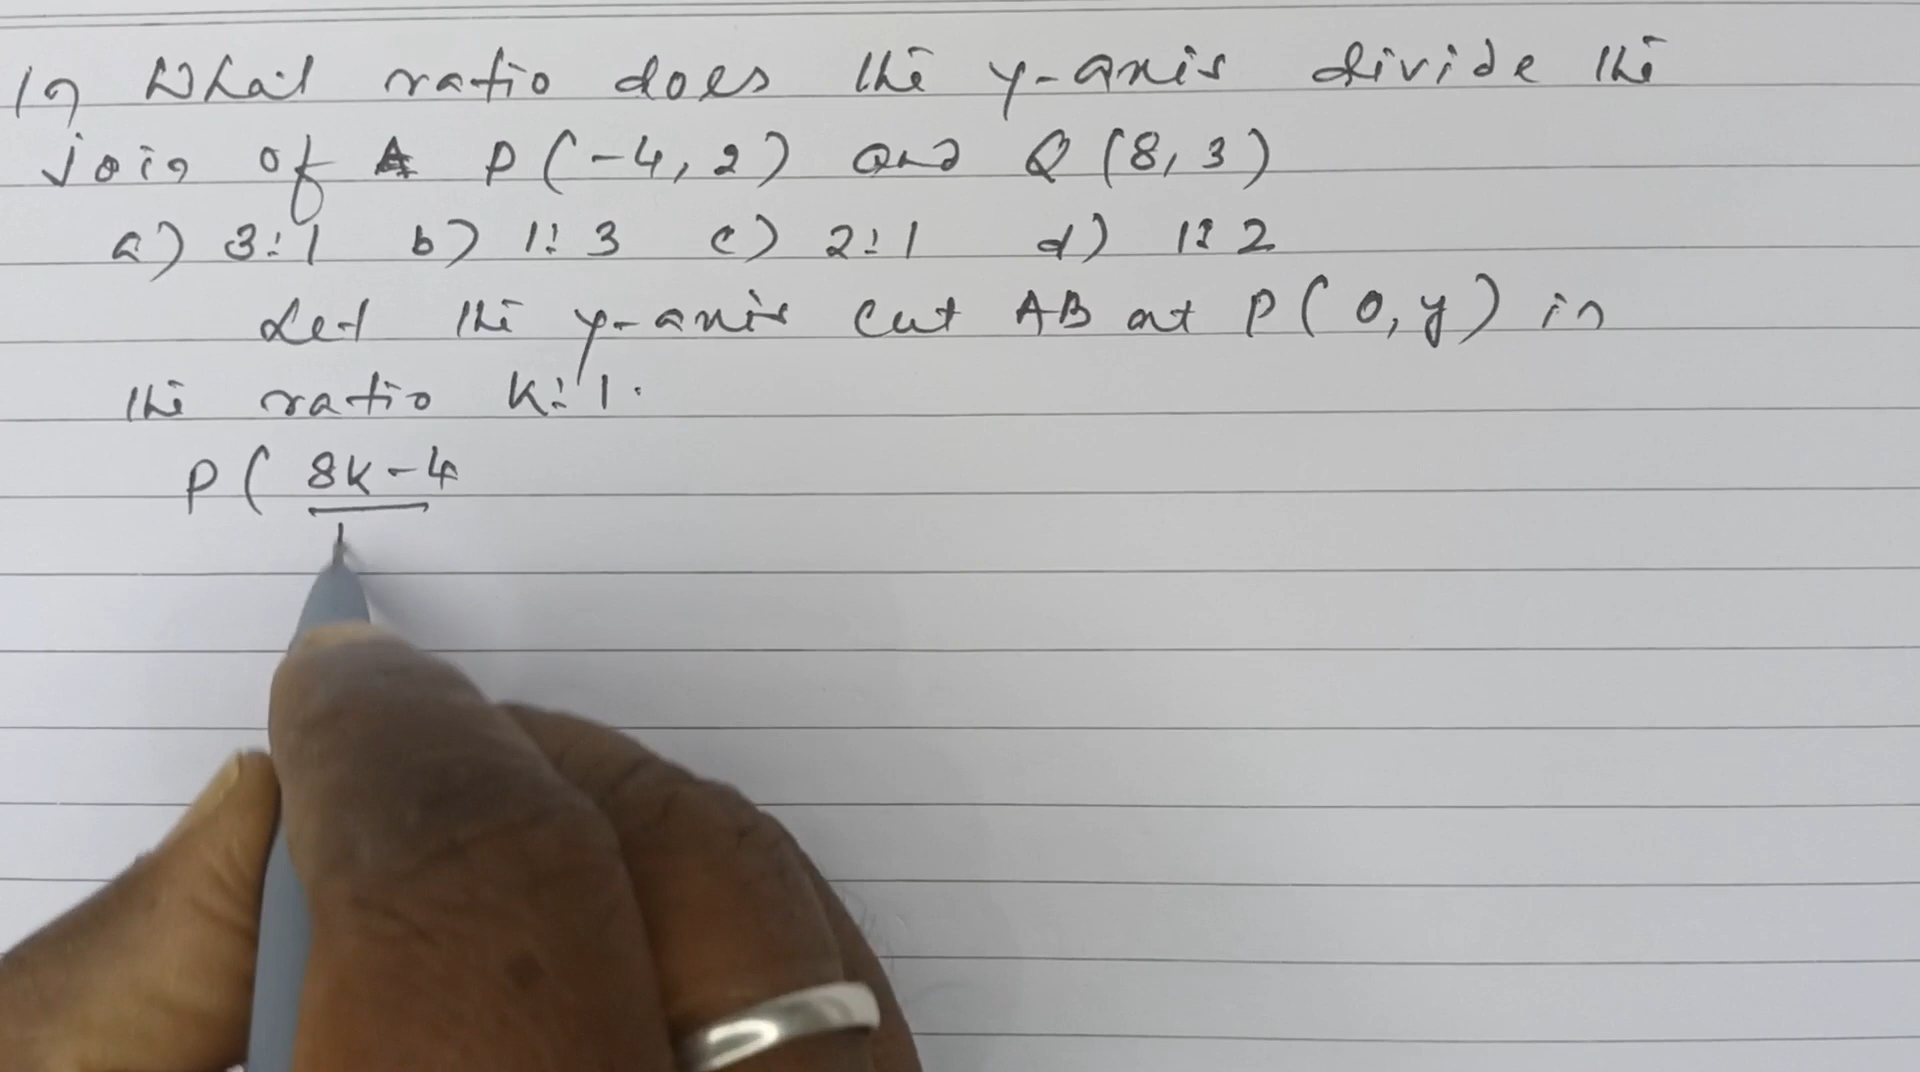 In What ratio does the y-axis divide the
join of P(-4, 2) and Q(8, 3)
a) 3:1 b) 1:3 c) 2:1 d) 1:2
Let the y-axis cut AB at P(0, y) in
the ratio k:1.
P( 8k-4